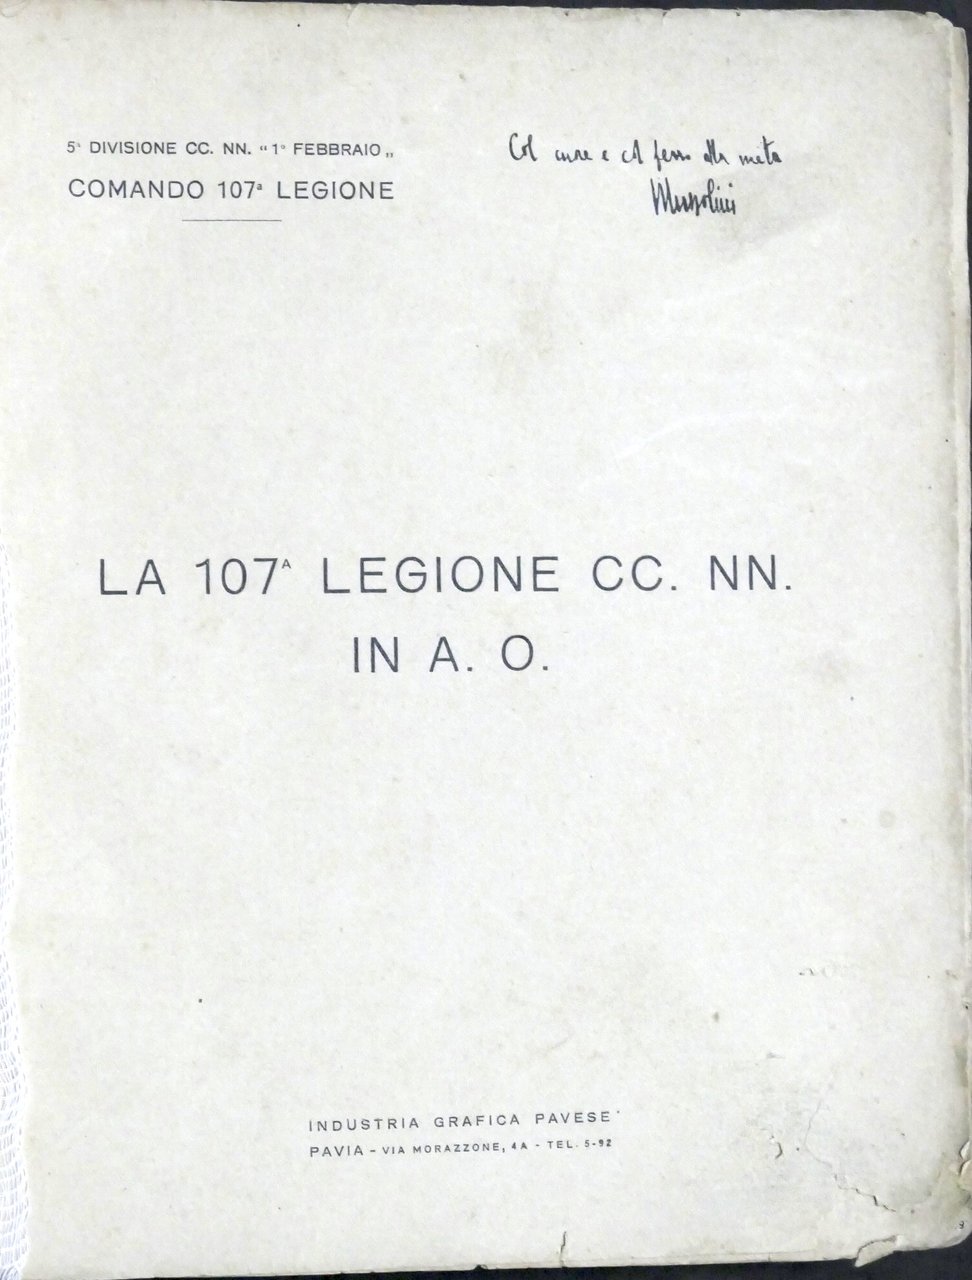 5ª DIVISIONE CC. NN. “1° FEBBRAIO„
COMANDO 107ª LEGIONE
Col cuore e col ferro alla meta
Mussolini
LA 107ᴬ LEGIONE CC. NN.
IN A. O.
INDUSTRIA GRAFICA PAVESE
PAVIA - VIA MORAZZONE, 4A - TEL. 5-92